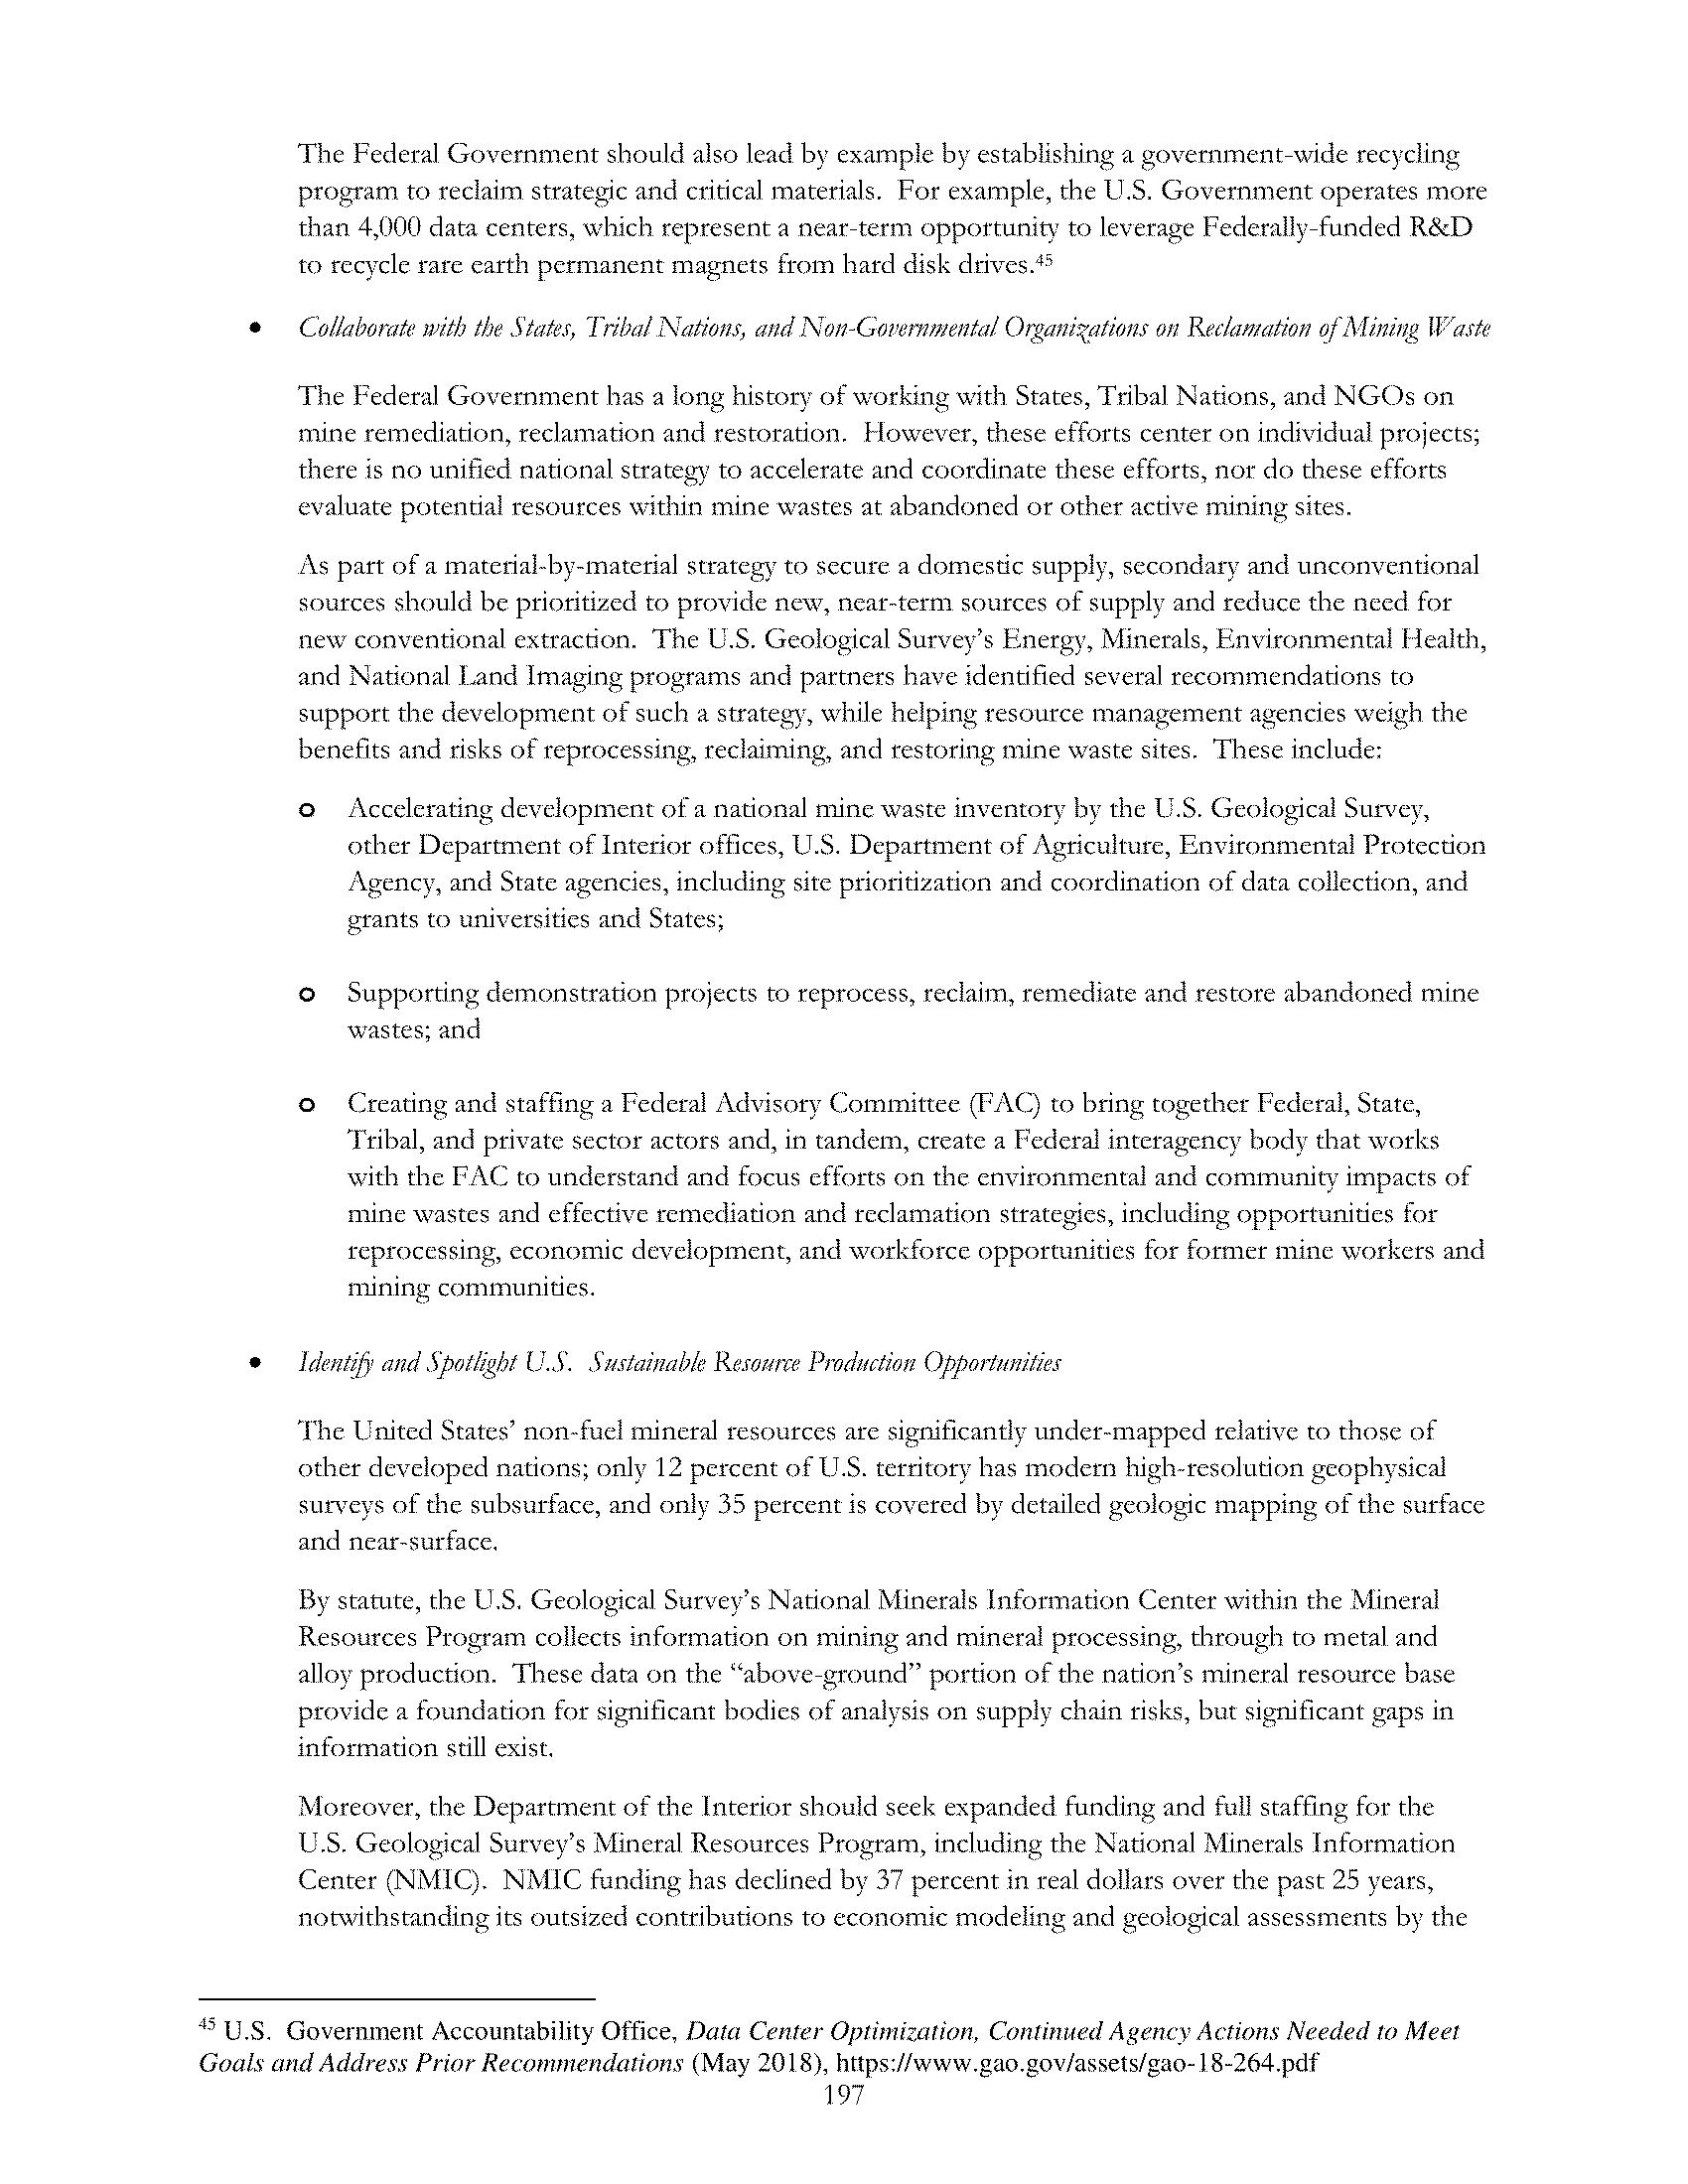 The Federal Government should also lead by example by establishing a government-wide recycling
program to reclaim strategic and critical materials.  For example, the U.S. Government operates more
than 4,000 data centers, which represent a near-term opportunity to leverage Federally-funded R&D
to recycle rare earth permanent magnets from hard disk drives.⁴⁵
• Collaborate with the States, Tribal Nations, and Non-Governmental Organizations on Reclamation of Mining Waste
The Federal Government has a long history of working with States, Tribal Nations, and NGOs on
mine remediation, reclamation and restoration.  However, these efforts center on individual projects;
there is no unified national strategy to accelerate and coordinate these efforts, nor do these efforts
evaluate potential resources within mine wastes at abandoned or other active mining sites.
As part of a material-by-material strategy to secure a domestic supply, secondary and unconventional
sources should be prioritized to provide new, near-term sources of supply and reduce the need for
new conventional extraction.  The U.S. Geological Survey’s Energy, Minerals, Environmental Health,
and National Land Imaging programs and partners have identified several recommendations to
support the development of such a strategy, while helping resource management agencies weigh the
benefits and risks of reprocessing, reclaiming, and restoring mine waste sites.  These include:
o Accelerating development of a national mine waste inventory by the U.S. Geological Survey,
other Department of Interior offices, U.S. Department of Agriculture, Environmental Protection
Agency, and State agencies, including site prioritization and coordination of data collection, and
grants to universities and States;
o Supporting demonstration projects to reprocess, reclaim, remediate and restore abandoned mine
wastes; and
o Creating and staffing a Federal Advisory Committee (FAC) to bring together Federal, State,
Tribal, and private sector actors and, in tandem, create a Federal interagency body that works
with the FAC to understand and focus efforts on the environmental and community impacts of
mine wastes and effective remediation and reclamation strategies, including opportunities for
reprocessing, economic development, and workforce opportunities for former mine workers and
mining communities.
• Identify and Spotlight U.S.  Sustainable Resource Production Opportunities
The United States’ non-fuel mineral resources are significantly under-mapped relative to those of
other developed nations; only 12 percent of U.S. territory has modern high-resolution geophysical
surveys of the subsurface, and only 35 percent is covered by detailed geologic mapping of the surface
and near-surface.
By statute, the U.S. Geological Survey’s National Minerals Information Center within the Mineral
Resources Program collects information on mining and mineral processing, through to metal and
alloy production.  These data on the “above-ground” portion of the nation’s mineral resource base
provide a foundation for significant bodies of analysis on supply chain risks, but significant gaps in
information still exist.
Moreover, the Department of the Interior should seek expanded funding and full staffing for the
U.S. Geological Survey’s Mineral Resources Program, including the National Minerals Information
Center (NMIC).  NMIC funding has declined by 37 percent in real dollars over the past 25 years,
notwithstanding its outsized contributions to economic modeling and geological assessments by the
⁴⁵ U.S.  Government Accountability Office, Data Center Optimization, Continued Agency Actions Needed to Meet
Goals and Address Prior Recommendations (May 2018), https://www.gao.gov/assets/gao-18-264.pdf
197